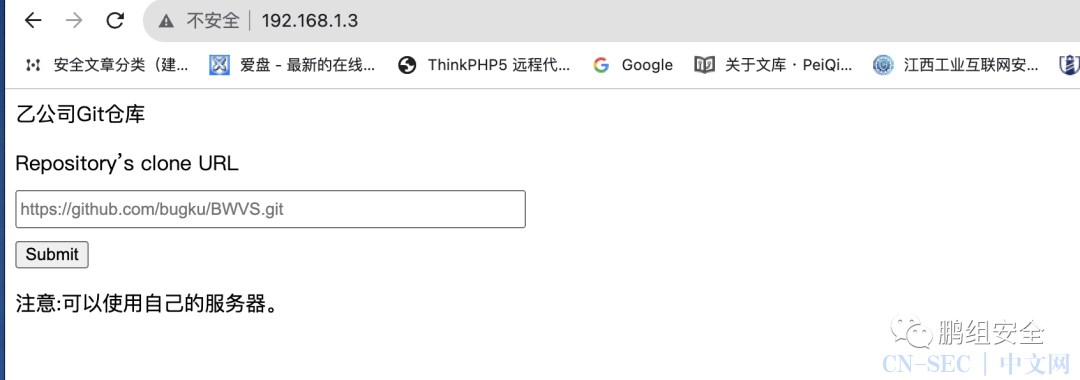 不安全 | 192.168.1.3
安全文章分类（建... 爱盘 - 最新的在线... ThinkPHP5 远程代... Google 关于文库 · PeiQi... 江西工业互联网安...
乙公司Git仓库
Repository's clone URL
https://github.com/bugku/BWVS.git
Submit
注意:可以使用自己的服务器。
鹏组安全
CN-SEC | 中文网